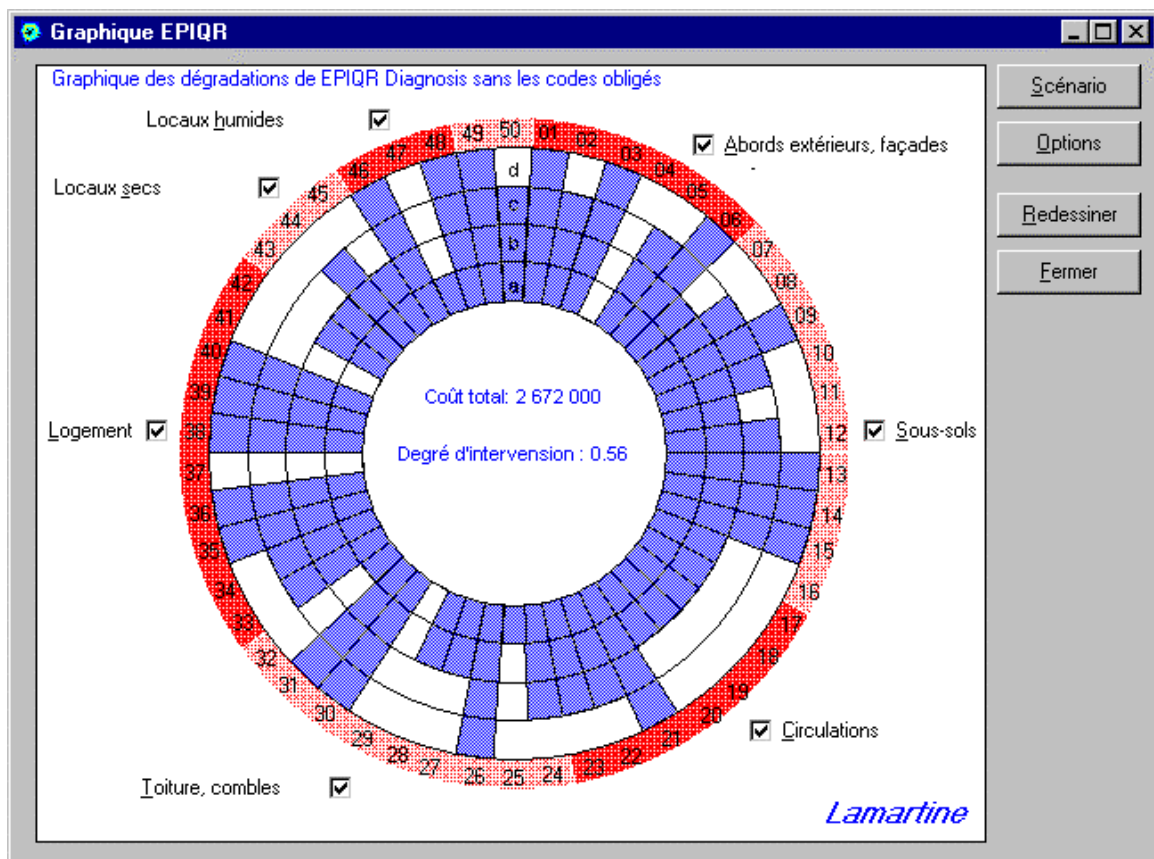 Graphique EPIQR
Graphique des dégradations de EPIQR Diagnosis sans les codes obligés
Scénario
Options
Redessiner
Fermer
Locaux humides
Abords extérieurs, façades
Locaux secs
Logement
Sous-sols
Circulations
Toiture, combles
50
01
02
03
04
05
06
07
08
09
10
11
12
13
14
15
16
17
18
19
20
21
22
23
24
25
26
27
28
29
30
31
32
33
34
35
36
37
38
39
40
41
42
43
44
45
46
47
48
49
d
c
b
a
Coût total: 2 672 000
Degré d'intervension : 0.56
Lamartine